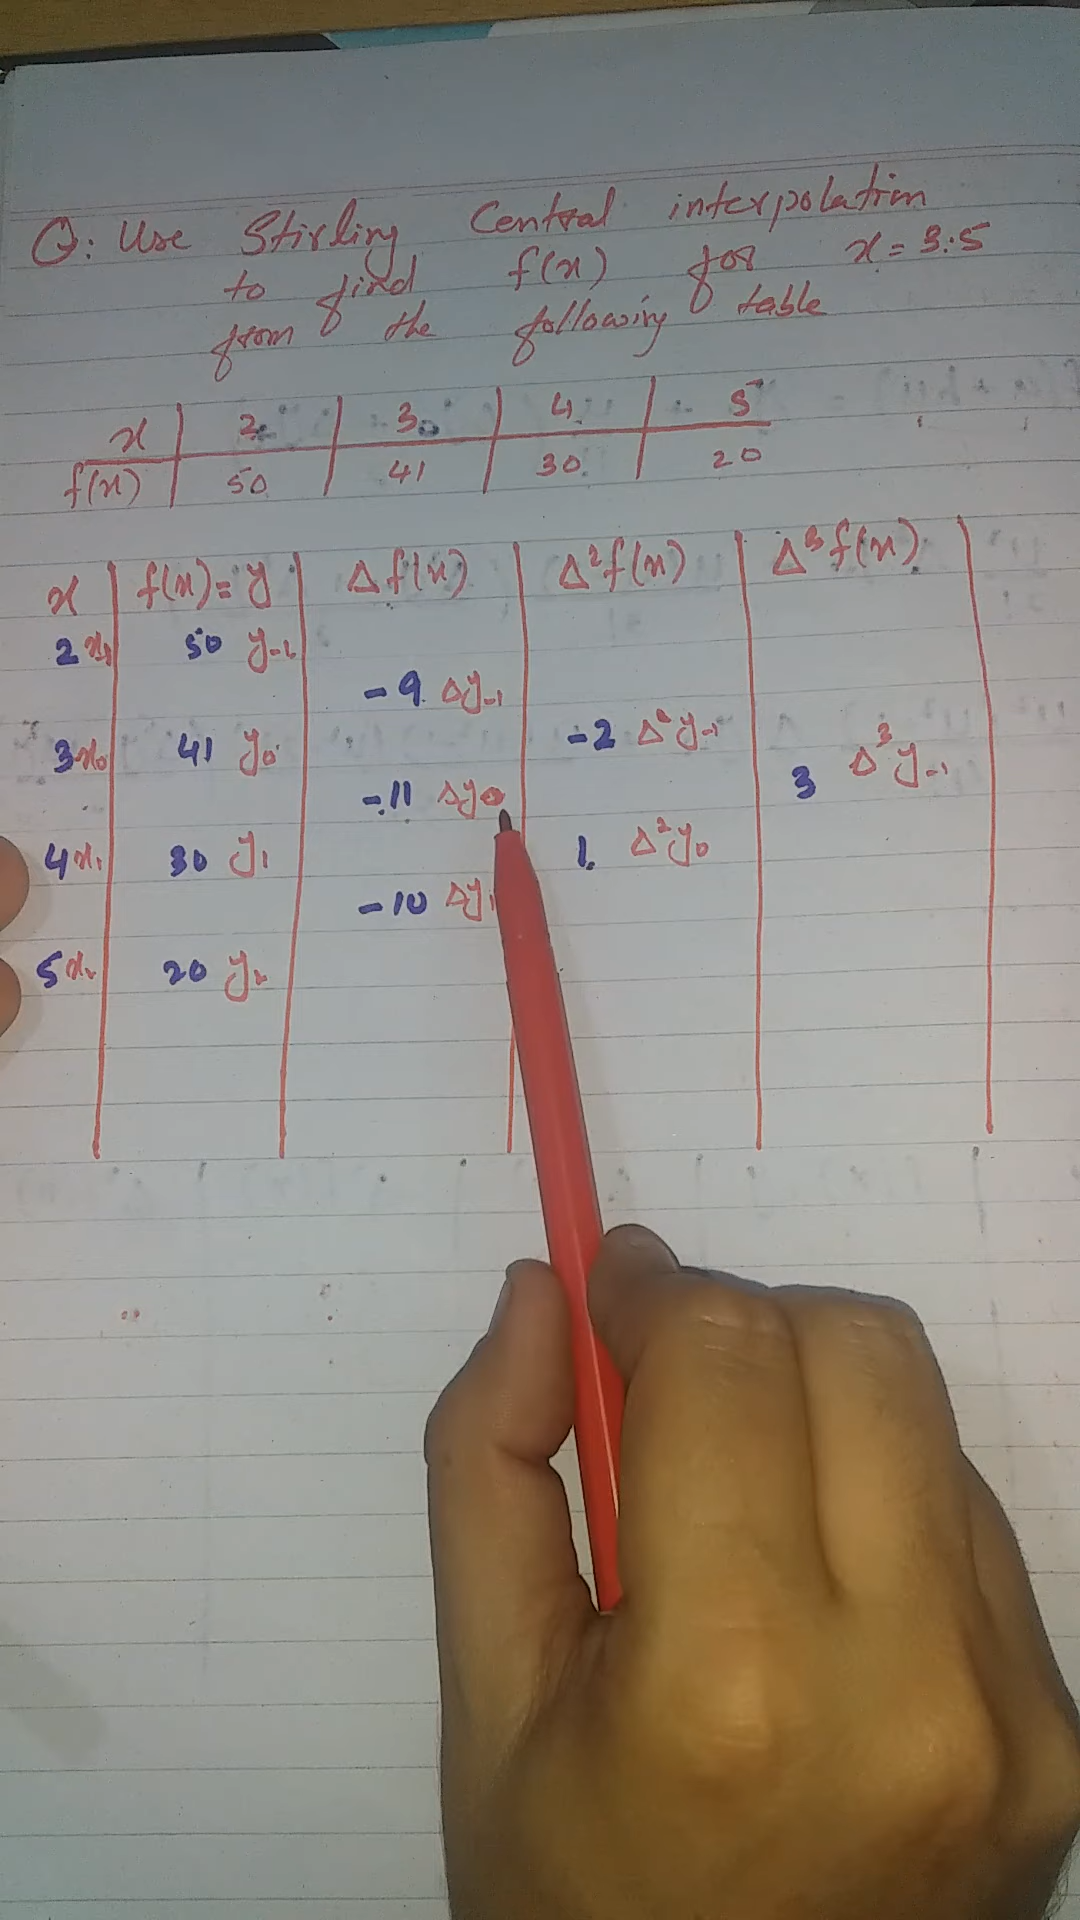 Q: Use Stirling Central interpolation
to find f(x) for x = 3.5
from the following table
x | 2 | 3 | 4 | 5
f(x) | 50 | 41 | 30 | 20
x | f(x) = y | Δf(x) | Δ²f(x) | Δ³f(x)
2 x₋₁ 50 y₋₁
-9 Δy₋₁
3 x₀ 41 y₀ -2 Δ²y₋₁
-11 Δy₀ 3 Δ³y₋₁
4 x₁ 30 y₁ 1 Δ²y₀
-10 Δy₁
5 x₂ 20 y₂